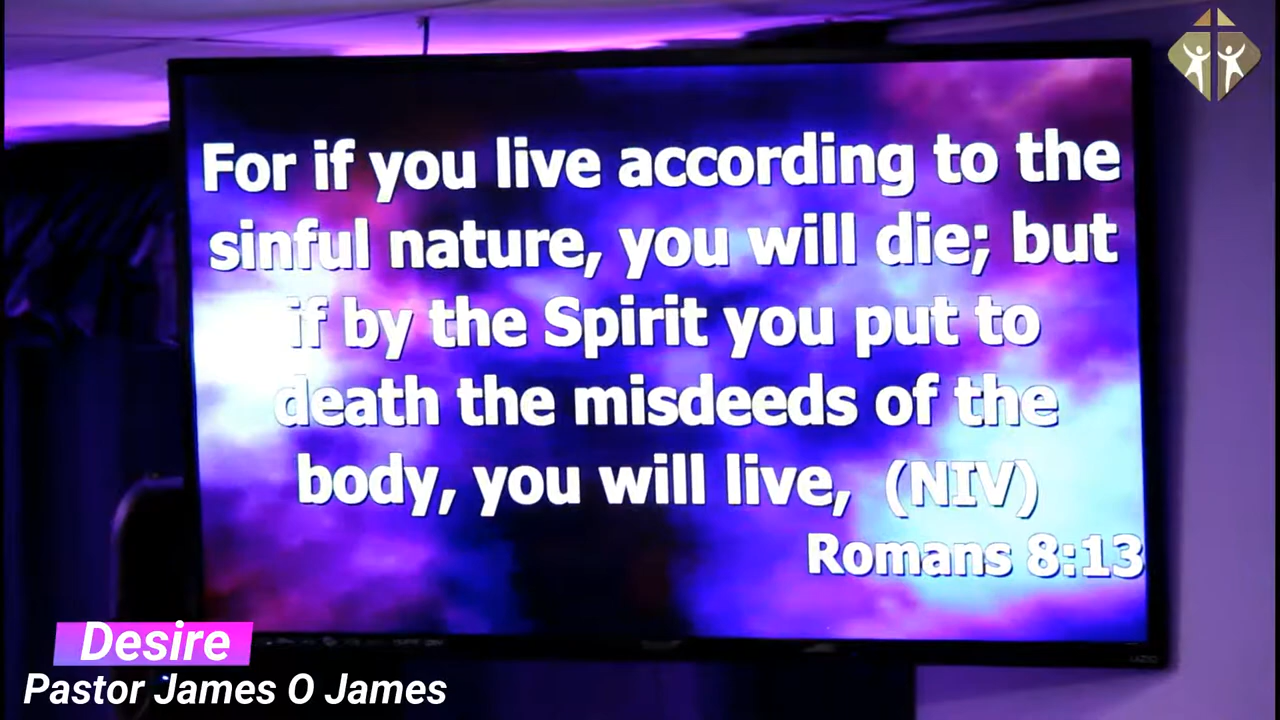 For if you live according to the
sinful nature, you will die; but
if by the Spirit you put to
death the misdeeds of the
body, you will live, (NIV)
Romans 8:13
Desire
Pastor James O James